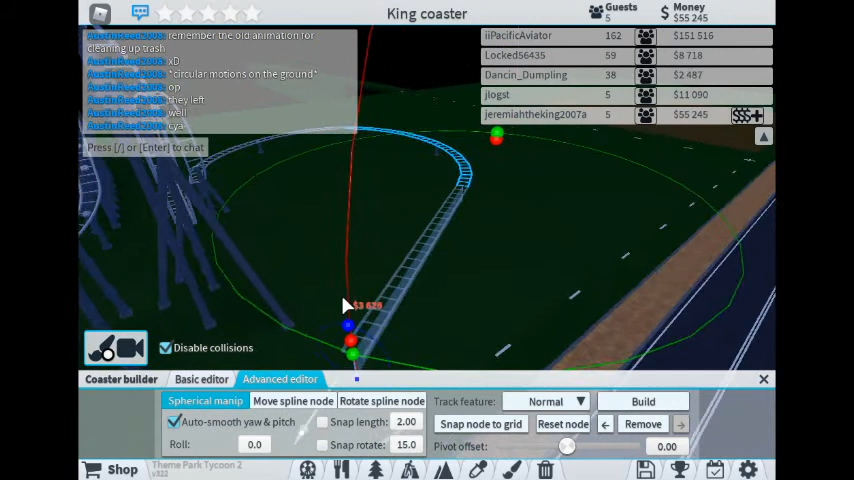 King coaster
Guests
5
Money
$55 245
AustinReed2008: remember the old animation for
cleaning up trash
AustinReed2008: xD
AustinReed2008: *circular motions on the ground*
AustinReed2008: op
AustinReed2008: they left
AustinReed2008: well
AustinReed2008: cya
Press [/] or [Enter] to chat
iiPacificAviator 162 $151 516
Locked56435 59 $8 718
Dancin_Dumpling 38 $2 487
jlogst 5 $11 090
jeremiahtheking2007a 5 $55 245 $$$+
Disable collisions
Coaster builder Basic editor Advanced editor
Spherical manip Move spline node Rotate spline node
Auto-smooth yaw & pitch Snap length: 2.00
Roll: 0.0 Snap rotate: 15.0
Track feature: Normal Build
Snap node to grid Reset node Remove
Pivot offset: 0.00
Shop
Theme Park Tycoon 2
v322